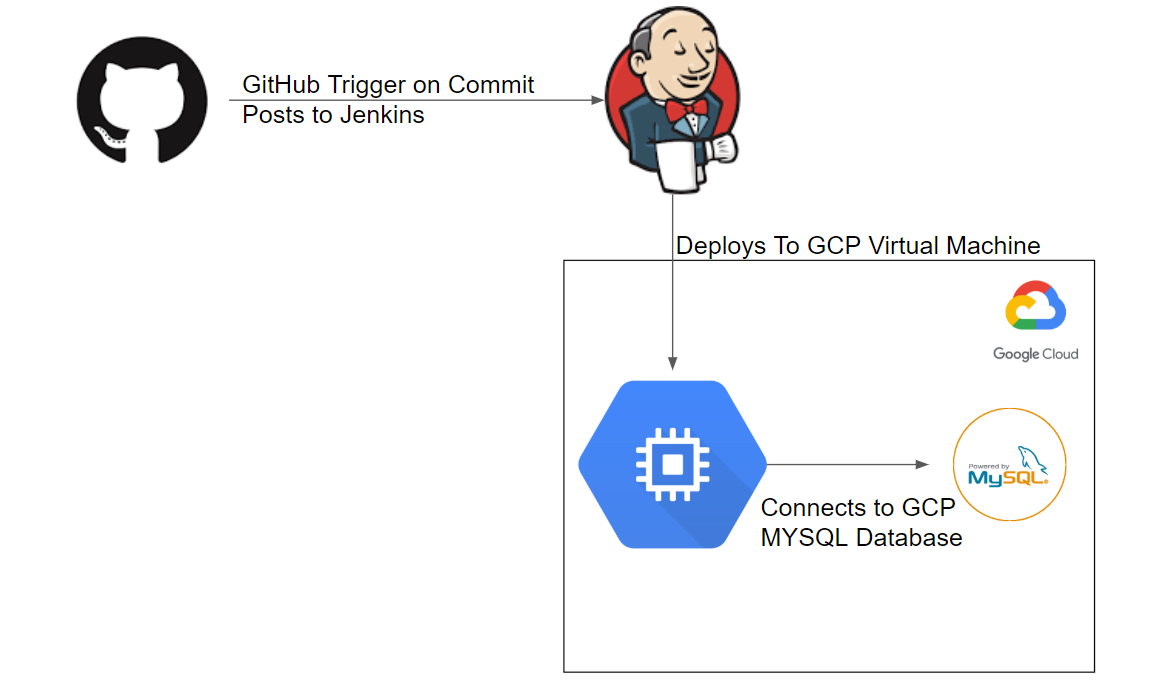 GitHub Trigger on Commit
Posts to Jenkins
Deploys To GCP Virtual Machine
Google Cloud
Powered by
MySQL®
Connects to GCP
MYSQL Database